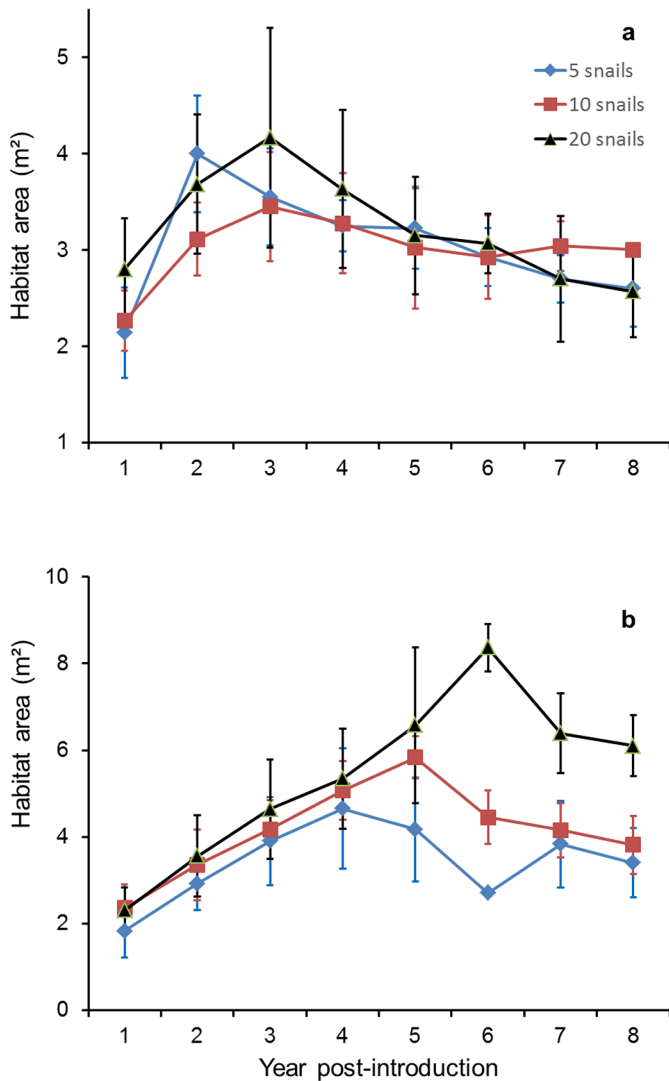 a
5 snails
10 snails
20 snails
Habitat area (m²)
5
4
3
2
1
1 2 3 4 5 6 7 8
b
Habitat area (m²)
10
8
6
4
2
0
1 2 3 4 5 6 7 8
Year post-introduction